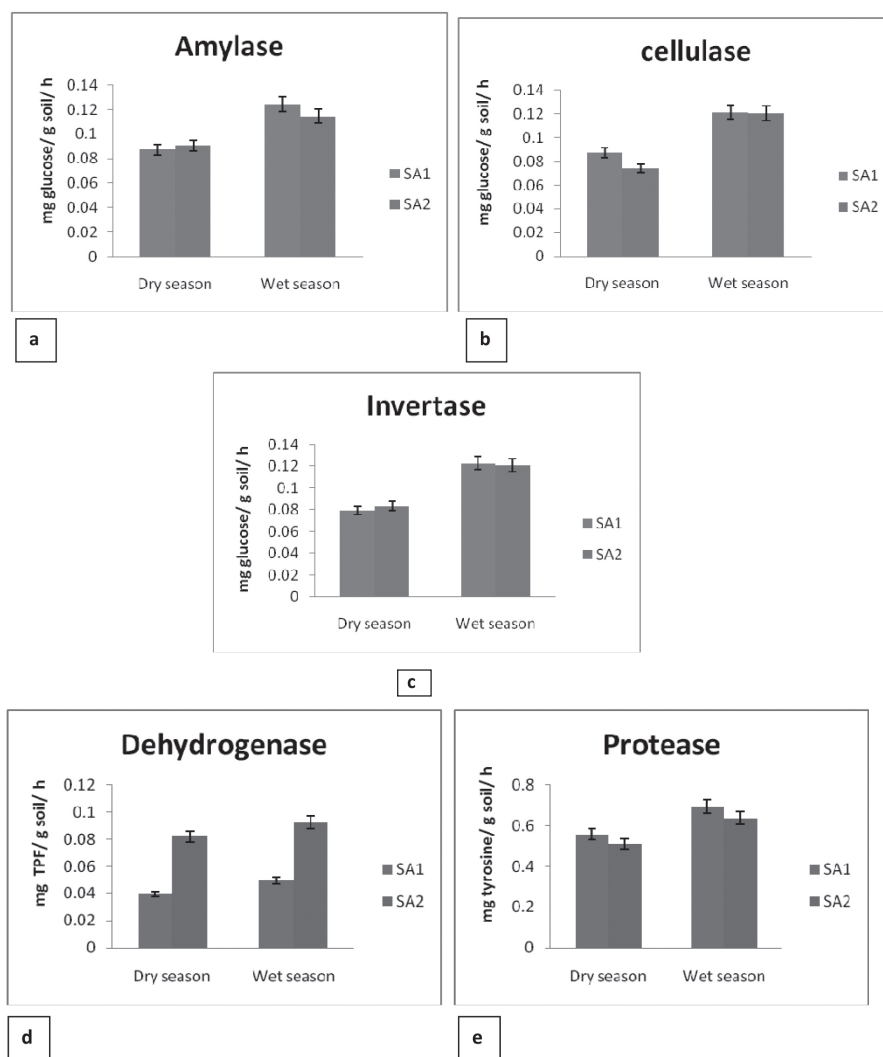 Amylase
mg glucose/ g soil/ h
0.14
0.12
0.1
0.08
0.06
0.04
0.02
0
Dry season Wet season
SA1
SA2
a
cellulase
mg glucose/ g soil/ h
0.14
0.12
0.1
0.08
0.06
0.04
0.02
0
Dry season Wet season
SA1
SA2
b
Invertase
mg glucose/ g soil/ h
0.14
0.12
0.1
0.08
0.06
0.04
0.02
0
Dry season Wet season
SA1
SA2
c
Dehydrogenase
mg TPF/ g soil/ h
0.12
0.1
0.08
0.06
0.04
0.02
0
Dry season Wet season
SA1
SA2
d
Protease
mg tyrosine/ g soil/ h
0.8
0.6
0.4
0.2
0
Dry season Wet season
SA1
SA2
e